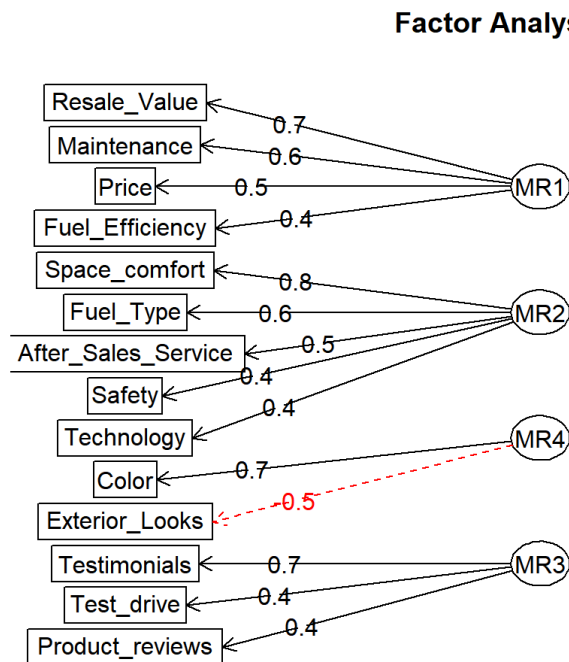 Factor Analys
Resale_Value
0.7
Maintenance
0.6
Price
0.5
MR1
Fuel_Efficiency
0.4
Space_comfort
0.8
Fuel_Type
0.6
MR2
After_Sales_Service
0.5
Safety
0.4
Technology
0.4
MR4
Color
0.7
Exterior_Looks
-0.5
Testimonials
0.7
MR3
Test_drive
0.4
Product_reviews
0.4